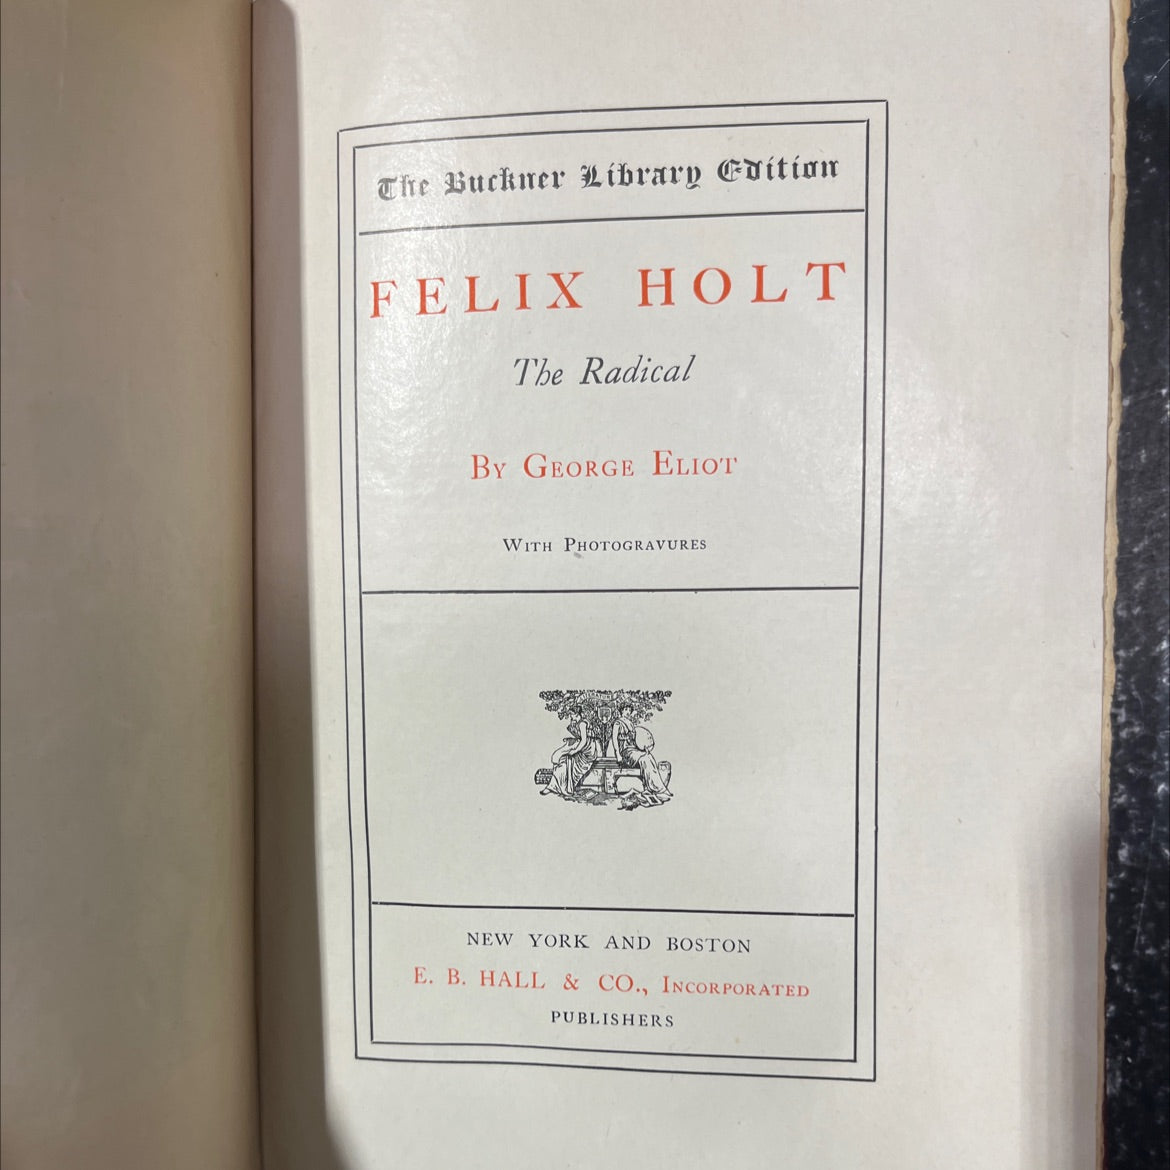 The Buckner Library Edition
FELIX HOLT
The Radical
BY GEORGE ELIOT
WITH PHOTOGRAVURES
NEW YORK AND BOSTON
E. B. HALL & CO., INCORPORATED
PUBLISHERS